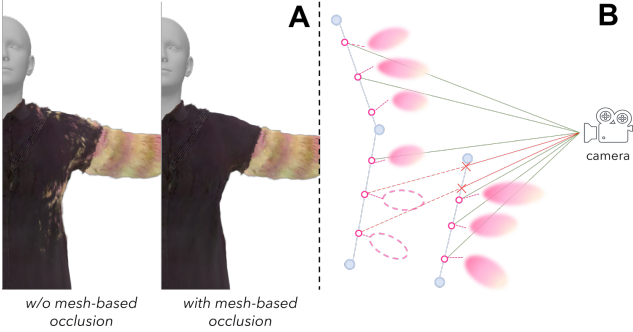 A
B
camera
w/o mesh-based
occlusion
with mesh-based
occlusion